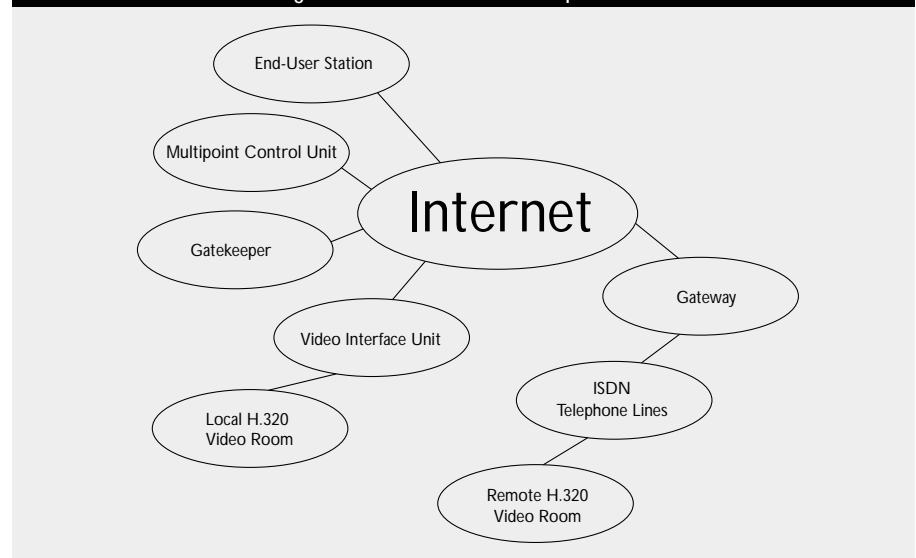 End-User Station
Multipoint Control Unit
Internet
Gatekeeper
Gateway
Video Interface Unit
ISDN
Telephone Lines
Local H.320
Video Room
Remote H.320
Video Room